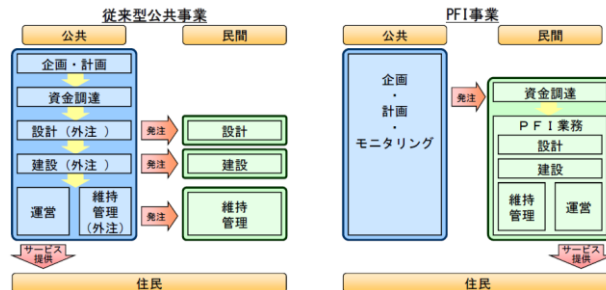 従来型公共事業
公共
民間
企画・計画
資金調達
設計(外注 )
発注
設計
建設(外注 )
発注
建設
運営
維持
管理
(外注)
発注
維持
管理
サービス
提供
住民
PFI事業
公共
民間
企画
・
計画
・
モニタリング
発注
資金調達
PFI業務
設計
建設
維持
管理
運営
サービス
提供
住民